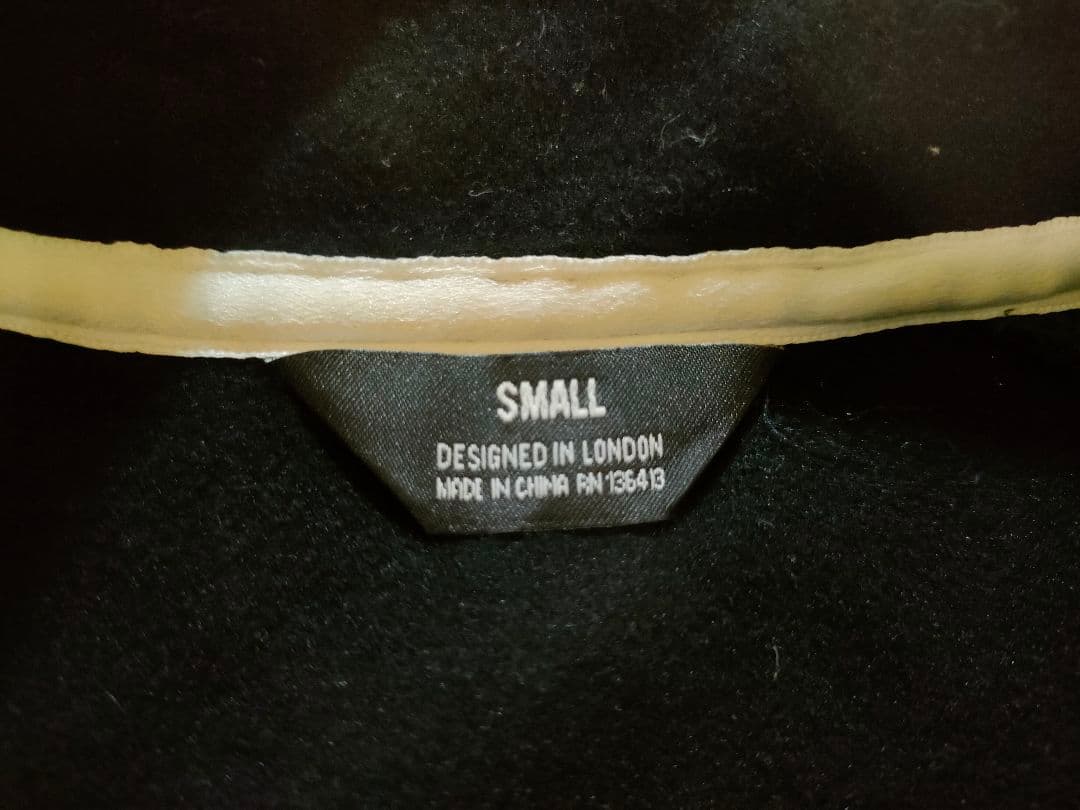 SMALL
DESIGNED IN LONDON
MADE IN CHINA RN 136413